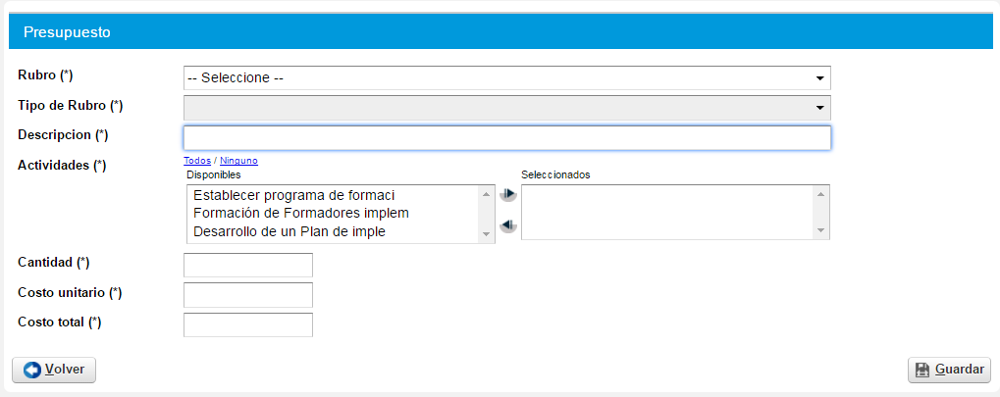 Presupuesto
Rubro (*)
-- Seleccione --
Tipo de Rubro (*)
Descripcion (*)
Actividades (*)
Todos / Ninguno
Disponibles
Seleccionados
Establecer programa de formaci
Formación de Formadores implem
Desarrollo de un Plan de imple
Cantidad (*)
Costo unitario (*)
Costo total (*)
Volver
Guardar